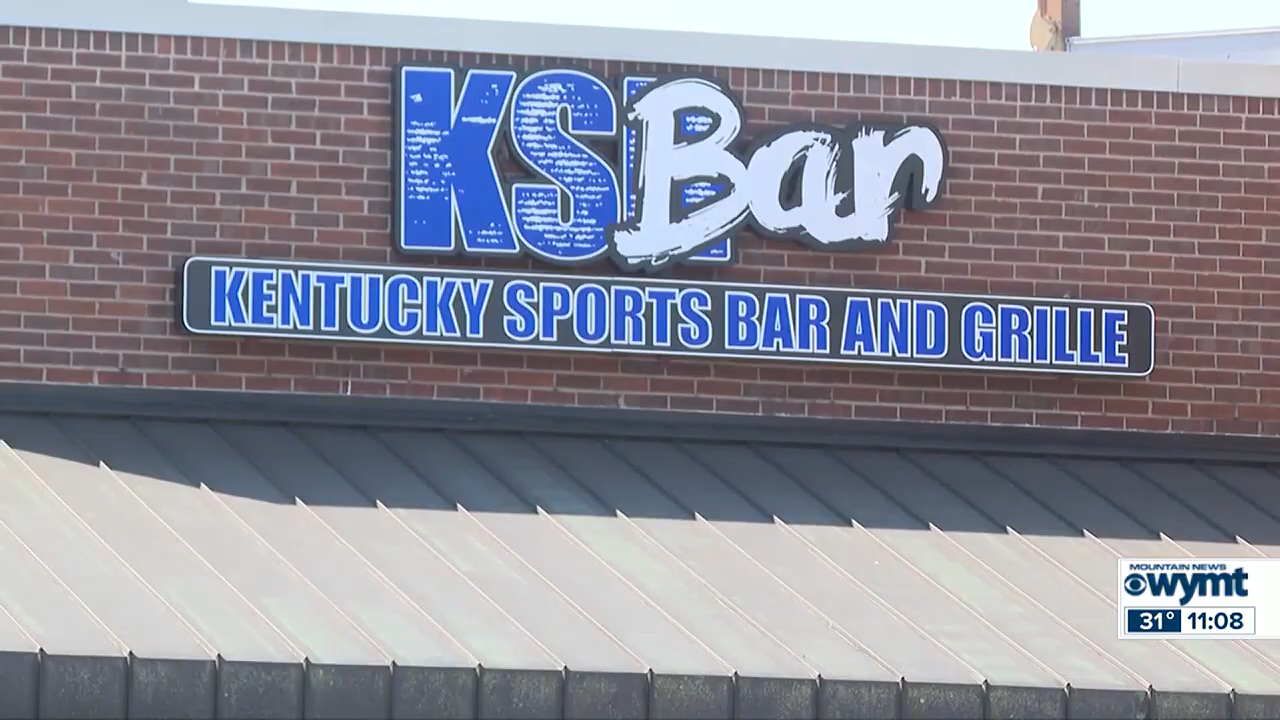 KSBar
KENTUCKY SPORTS BAR AND GRILLE
MOUNTAIN NEWS
wymt
31° 11:08